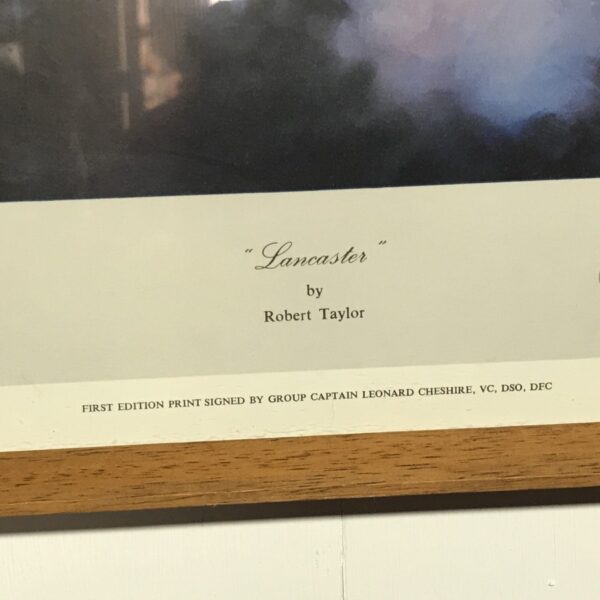 “Lancaster”
by
Robert Taylor
FIRST EDITION PRINT SIGNED BY GROUP CAPTAIN LEONARD CHESHIRE, VC, DSO, DFC